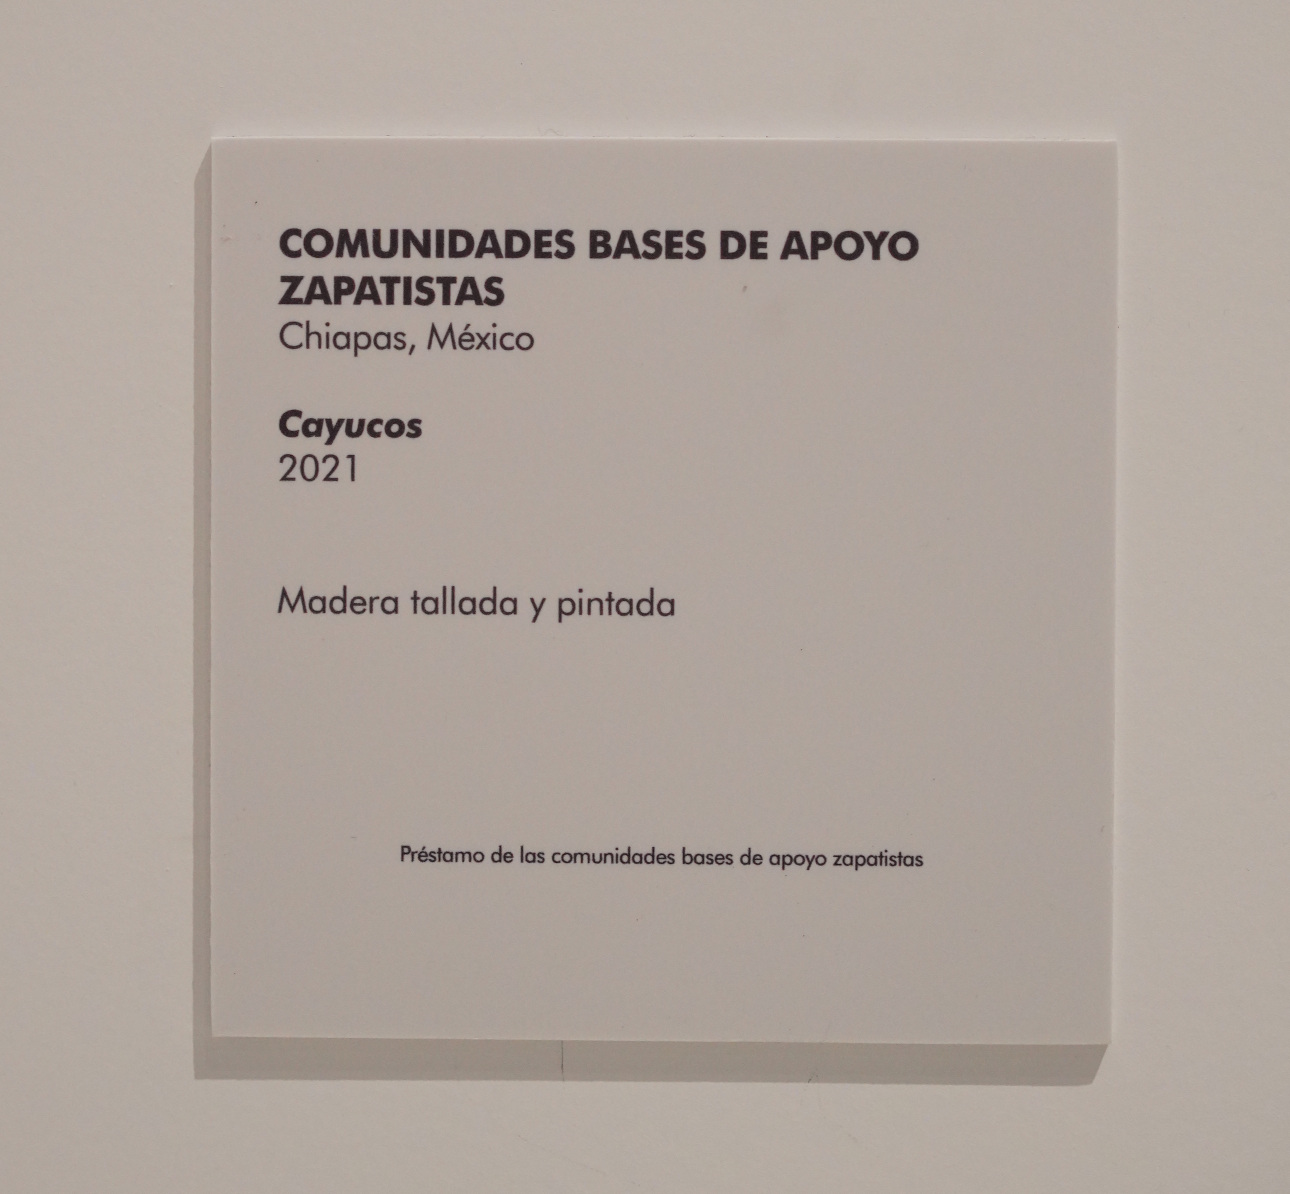 COMUNIDADES BASES DE APOYO
ZAPATISTAS
Chiapas, México
Cayucos
2021
Madera tallada y pintada
Préstamo de las comunidades bases de apoyo zapatistas